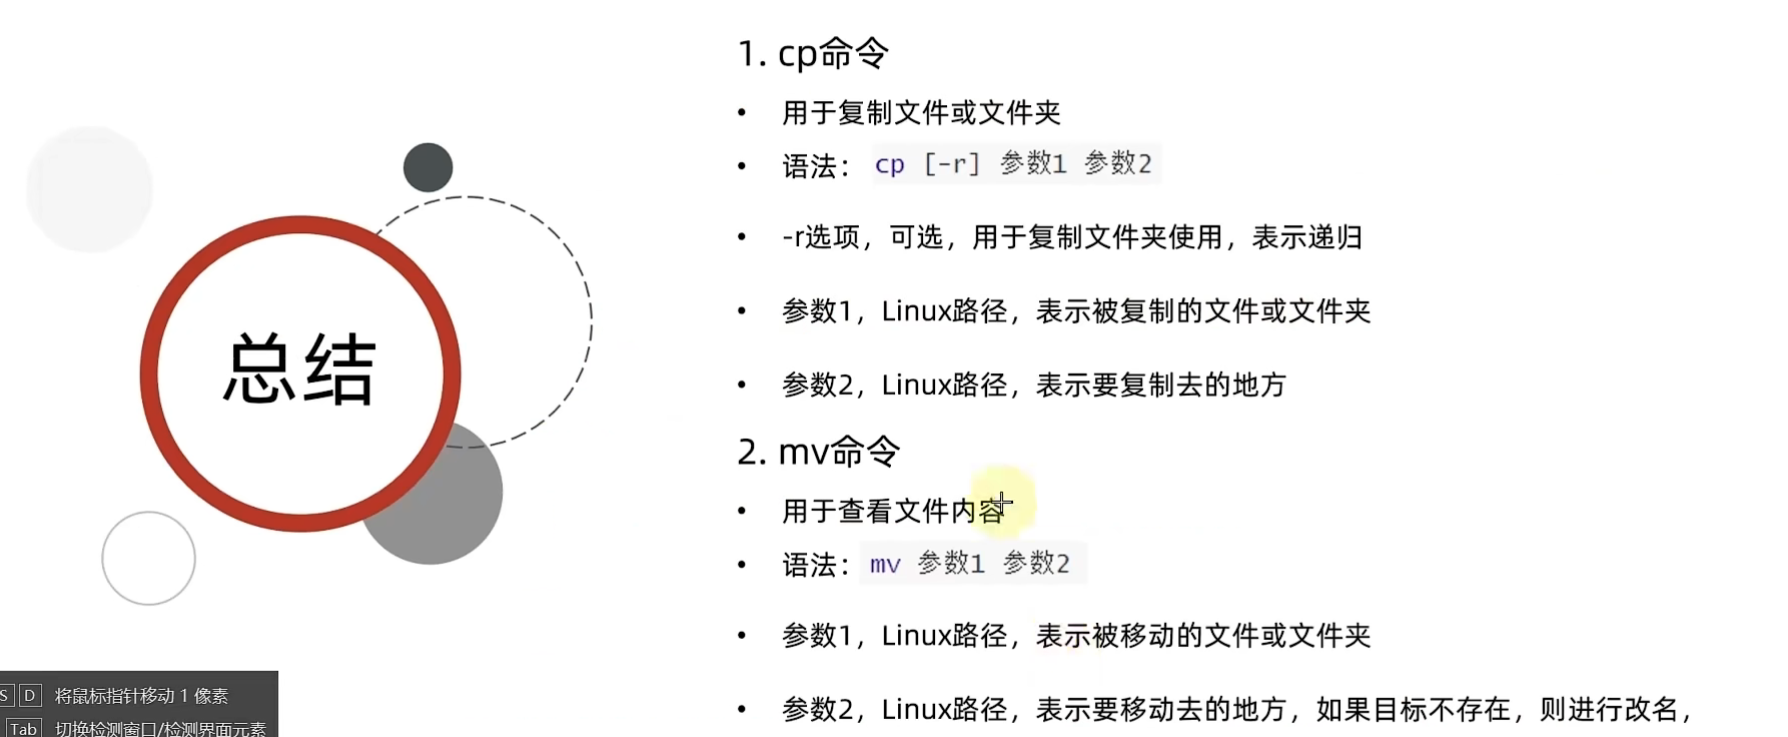 总结
1. cp命令
• 用于复制文件或文件夹
• 语法： cp [-r] 参数1 参数2
• -r选项，可选，用于复制文件夹使用，表示递归
• 参数1，Linux路径，表示被复制的文件或文件夹
• 参数2，Linux路径，表示要复制去的地方
2. mv命令
• 用于查看文件内容
• 语法： mv 参数1 参数2
• 参数1，Linux路径，表示被移动的文件或文件夹
• 参数2，Linux路径，表示要移动去的地方，如果目标不存在，则进行改名，
S D 将鼠标指针移动 1 像素
Tab 切换检测窗口/检测界面元素